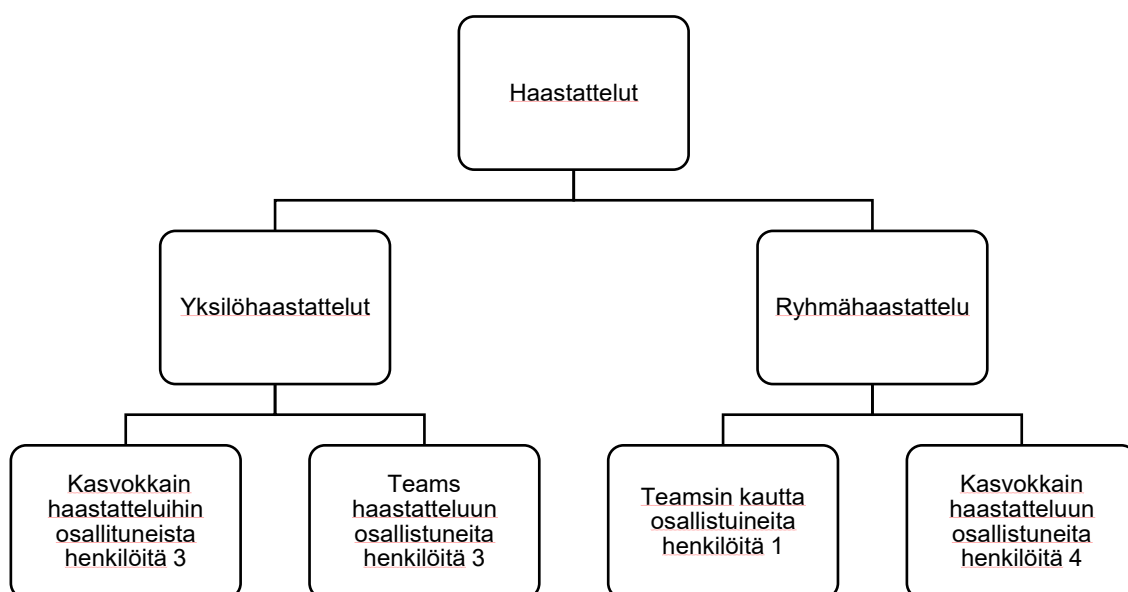 Haastattelut
Yksilöhaastattelut
Ryhmähaastattelu
Kasvokkain
haastatteluihin
osallituneista
henkilöitä 3
Teams
haastatteluun
osallistuneita
henkilöitä 3
Teamsin kautta
osallistuineita
henkilöitä 1
Kasvokkain
haastatteluun
osallistuneita
henkilöitä 4